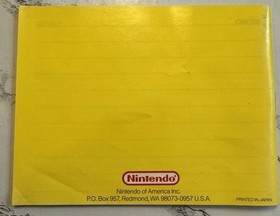 Nintendo
Nintendo of America Inc.
P.O. Box 957, Redmond, WA 98073-0957 U.S.A.
PRINTED IN JAPAN